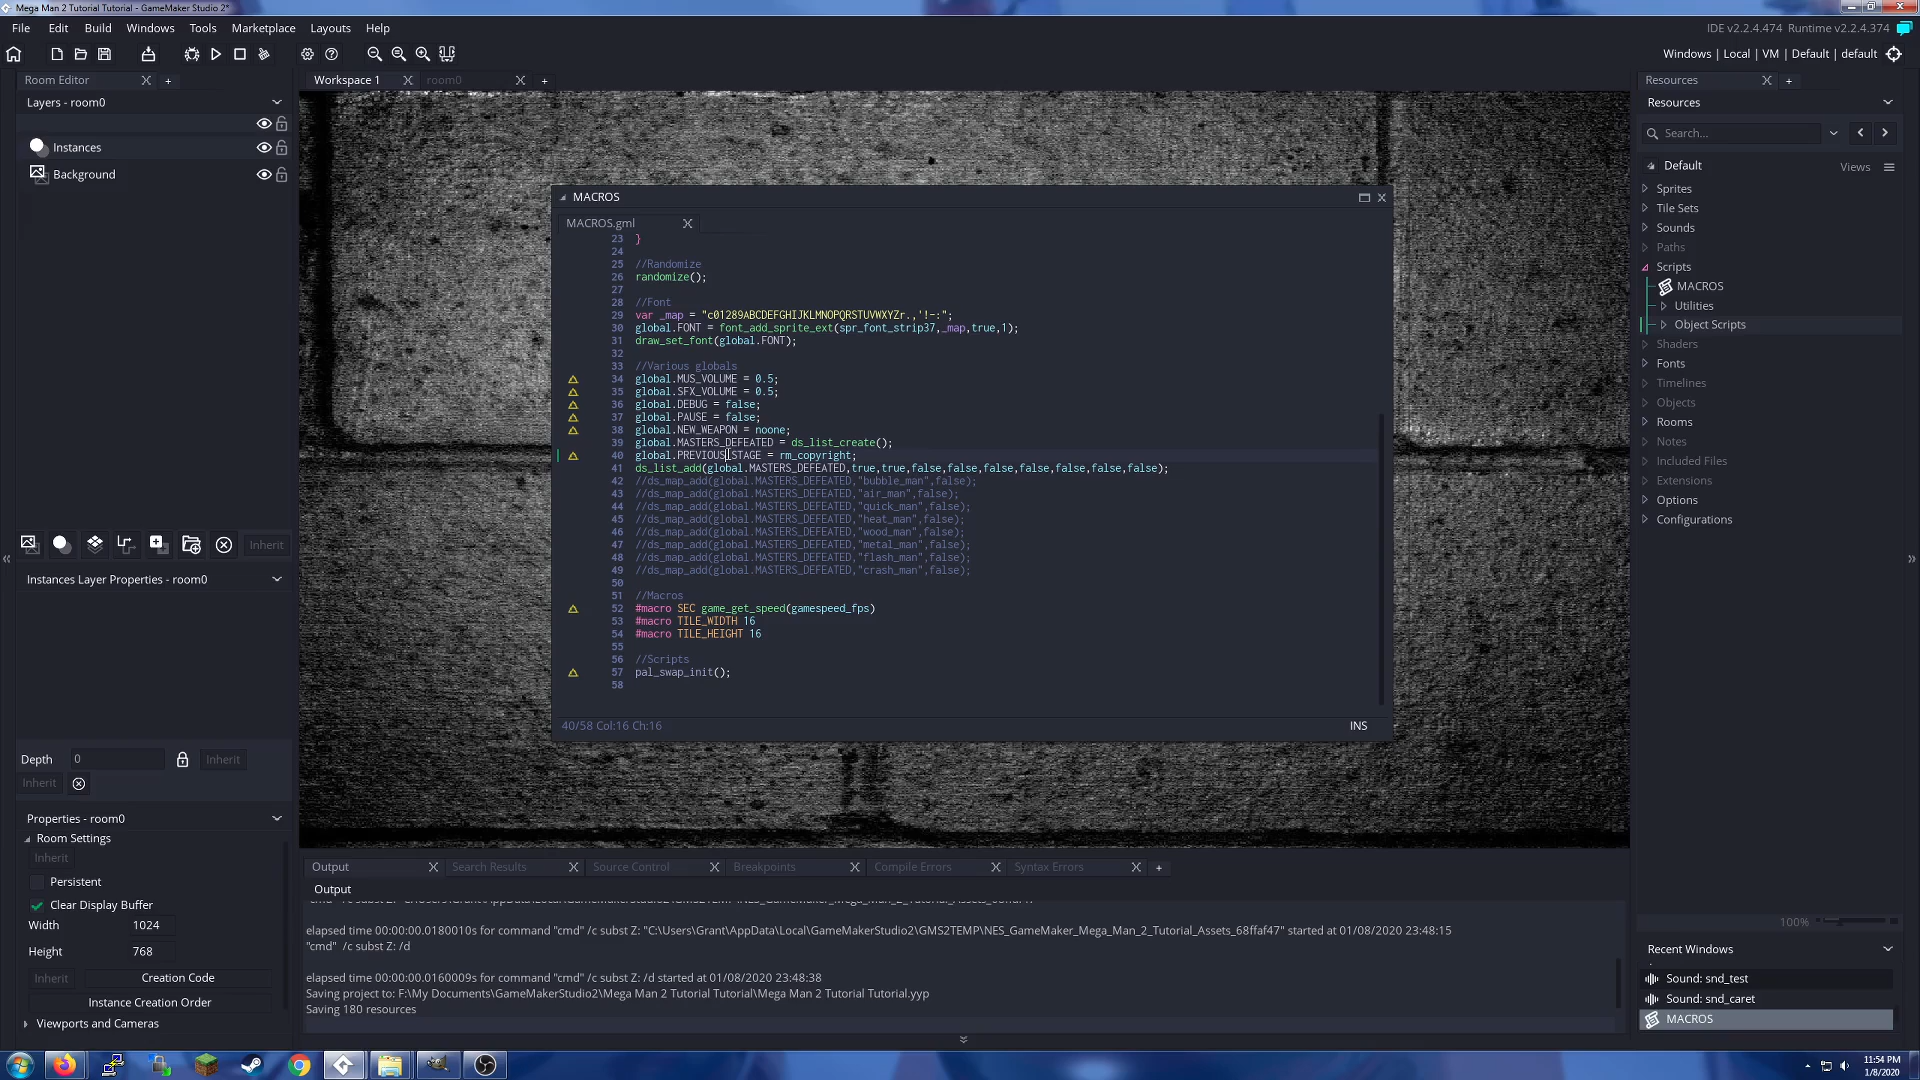 Mega Man 2 Tutorial Tutorial - GameMaker Studio 2*
File Edit Build Windows Tools Marketplace Layouts Help
IDE v2.2.4.474 Runtime v2.2.4.374
Windows | Local | VM | Default | default
Room Editor
Workspace 1
room0
Resources
Layers - room0
Resources
Search...
Instances
Background
Default
Views
Sprites
Tile Sets
Sounds
Paths
Scripts
MACROS
Utilities
Object Scripts
Shaders
Fonts
Timelines
Objects
Rooms
Notes
Included Files
Extensions
Options
Configurations
MACROS
MACROS.gml
23 }
24
25 //Randomize
26 randomize();
27
28 //Font
29 var _map = "c01289ABCDEFGHIJKLMNOPQRSTUVWXYZr.,'!-:";
30 global.FONT = font_add_sprite_ext(spr_font_strip37,_map,true,1);
31 draw_set_font(global.FONT);
32
33 //Various globals
34 global.MUS_VOLUME = 0.5;
35 global.SFX_VOLUME = 0.5;
36 global.DEBUG = false;
37 global.PAUSE = false;
38 global.NEW_WEAPON = noone;
39 global.MASTERS_DEFEATED = ds_list_create();
40 global.PREVIOUS_STAGE = rm_copyright;
41 ds_list_add(global.MASTERS_DEFEATED,true,true,false,false,false,false,false,false,false);
42 //ds_map_add(global.MASTERS_DEFEATED,"bubble_man",false);
43 //ds_map_add(global.MASTERS_DEFEATED,"air_man",false);
44 //ds_map_add(global.MASTERS_DEFEATED,"quick_man",false);
45 //ds_map_add(global.MASTERS_DEFEATED,"heat_man",false);
46 //ds_map_add(global.MASTERS_DEFEATED,"wood_man",false);
47 //ds_map_add(global.MASTERS_DEFEATED,"metal_man",false);
48 //ds_map_add(global.MASTERS_DEFEATED,"flash_man",false);
49 //ds_map_add(global.MASTERS_DEFEATED,"crash_man",false);
50
51 //Macros
52 #macro SEC game_get_speed(gamespeed_fps)
53 #macro TILE_WIDTH 16
54 #macro TILE_HEIGHT 16
55
56 //Scripts
57 pal_swap_init();
58
40/58 Col:16 Ch:16
INS
Inherit
Instances Layer Properties - room0
Depth 0 Inherit
Inherit
Properties - room0
Room Settings
Inherit
Persistent
Clear Display Buffer
Width 1024
Height 768
Inherit Creation Code
Instance Creation Order
Viewports and Cameras
Output Search Results Source Control Breakpoints Compile Errors Syntax Errors
Output
elapsed time 00:00:00.0180010s for command "cmd" /c subst Z: "C:\Users\Grant\AppData\Local\GameMakerStudio2\GMS2TEMP\NES_GameMaker_Mega_Man_2_Tutorial_Assets_68ffaf47" started at 01/08/2020 23:48:15
"cmd" /c subst Z: /d
elapsed time 00:00:00.0160009s for command "cmd" /c subst Z: /d started at 01/08/2020 23:48:38
Saving project to: F:\My Documents\GameMakerStudio2\Mega Man 2 Tutorial Tutorial\Mega Man 2 Tutorial Tutorial.yyp
Saving 180 resources
100%
Recent Windows
Sound: snd_test
Sound: snd_caret
MACROS
11:54 PM
1/8/2020